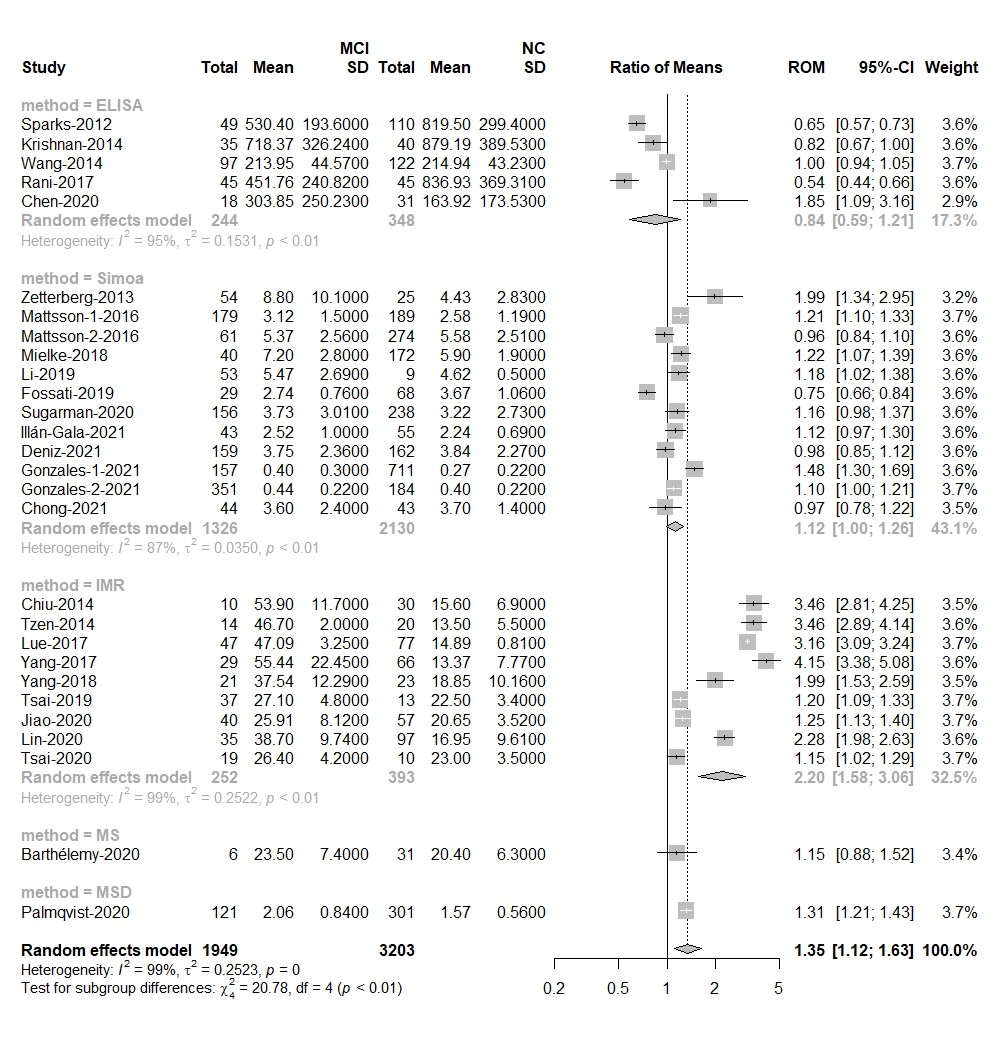 MCI NC
Study Total Mean SD Total Mean SD Ratio of Means ROM 95%-CI Weight
method = ELISA
Sparks-2012 49 530.40 193.6000 110 819.50 299.4000 0.65 [0.57; 0.73] 3.6%
Krishnan-2014 35 718.37 326.2400 40 879.19 389.5300 0.82 [0.67; 1.00] 3.6%
Wang-2014 97 213.95 44.5700 122 214.94 43.2300 1.00 [0.94; 1.05] 3.7%
Rani-2017 45 451.76 240.8200 45 836.93 369.3100 0.54 [0.44; 0.66] 3.6%
Chen-2020 18 303.85 250.2300 31 163.92 173.5300 1.85 [1.09; 3.16] 2.9%
Random effects model 244 348 0.84 [0.59; 1.21] 17.3%
Heterogeneity: I² = 95%, τ² = 0.1531, p < 0.01
method = Simoa
Zetterberg-2013 54 8.80 10.1000 25 4.43 2.8300 1.99 [1.34; 2.95] 3.2%
Mattsson-1-2016 179 3.12 1.5000 189 2.58 1.1900 1.21 [1.10; 1.33] 3.7%
Mattsson-2-2016 61 5.37 2.5600 274 5.58 2.5100 0.96 [0.84; 1.10] 3.6%
Mielke-2018 40 7.20 2.8000 172 5.90 1.9000 1.22 [1.07; 1.39] 3.6%
Li-2019 53 5.47 2.6900 9 4.62 0.5000 1.18 [1.02; 1.38] 3.6%
Fossati-2019 29 2.74 0.7600 68 3.67 1.0600 0.75 [0.66; 0.84] 3.6%
Sugarman-2020 156 3.73 3.0100 238 3.22 2.7300 1.16 [0.98; 1.37] 3.6%
Illán-Gala-2021 43 2.52 1.0000 55 2.24 0.6900 1.12 [0.97; 1.30] 3.6%
Deniz-2021 159 3.75 2.3600 162 3.84 2.2700 0.98 [0.85; 1.12] 3.6%
Gonzales-1-2021 157 0.40 0.3000 711 0.27 0.2200 1.48 [1.30; 1.69] 3.6%
Gonzales-2-2021 351 0.44 0.2200 184 0.40 0.2200 1.10 [1.00; 1.21] 3.7%
Chong-2021 44 3.60 2.4000 43 3.70 1.4000 0.97 [0.78; 1.22] 3.5%
Random effects model 1326 2130 1.12 [1.00; 1.26] 43.1%
Heterogeneity: I² = 87%, τ² = 0.0350, p < 0.01
method = IMR
Chiu-2014 10 53.90 11.7000 30 15.60 6.9000 3.46 [2.81; 4.25] 3.5%
Tzen-2014 14 46.70 2.0000 20 13.50 5.5000 3.46 [2.89; 4.14] 3.6%
Lue-2017 47 47.09 3.2500 77 14.89 0.8100 3.16 [3.09; 3.24] 3.7%
Yang-2017 29 55.44 22.4500 66 13.37 7.7700 4.15 [3.38; 5.08] 3.6%
Yang-2018 21 37.54 12.2900 23 18.85 10.1600 1.99 [1.53; 2.59] 3.5%
Tsai-2019 37 27.10 4.8000 13 22.50 3.4000 1.20 [1.09; 1.33] 3.7%
Jiao-2020 40 25.91 8.1200 57 20.65 3.5200 1.25 [1.13; 1.40] 3.7%
Lin-2020 35 38.70 9.7400 97 16.95 9.6100 2.28 [1.98; 2.63] 3.6%
Tsai-2020 19 26.40 4.2000 10 23.00 3.5000 1.15 [1.02; 1.29] 3.6%
Random effects model 252 393 2.20 [1.58; 3.06] 32.5%
Heterogeneity: I² = 99%, τ² = 0.2522, p < 0.01
method = MS
Barthélemy-2020 6 23.50 7.4000 31 20.40 6.3000 1.15 [0.88; 1.52] 3.4%
method = MSD
Palmqvist-2020 121 2.06 0.8400 301 1.57 0.5600 1.31 [1.21; 1.43] 3.7%
Random effects model 1949 3203 1.35 [1.12; 1.63] 100.0%
Heterogeneity: I² = 99%, τ² = 0.2523, p = 0
Test for subgroup differences: χ²₄ = 20.78, df = 4 (p < 0.01)
0.2 0.5 1 2 5